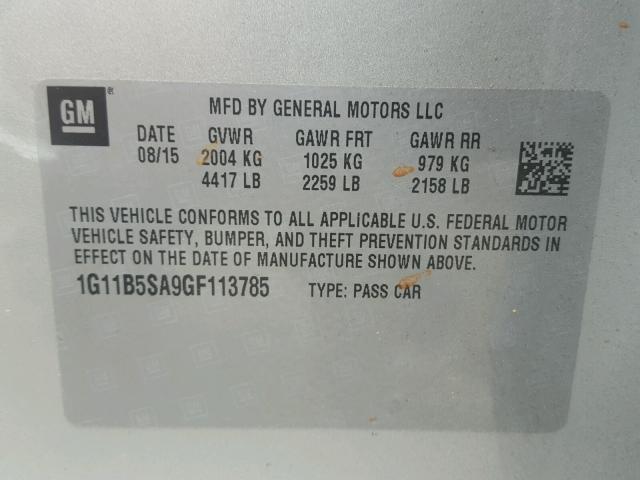 GM
MFD BY GENERAL MOTORS LLC
DATE GVWR GAWR FRT GAWR RR
08/15 2004 KG 1025 KG 979 KG
4417 LB 2259 LB 2158 LB
THIS VEHICLE CONFORMS TO ALL APPLICABLE U.S. FEDERAL MOTOR
VEHICLE SAFETY, BUMPER, AND THEFT PREVENTION STANDARDS IN
EFFECT ON THE DATE OF MANUFACTURE SHOWN ABOVE.
1G11B5SA9GF113785 TYPE: PASS CAR